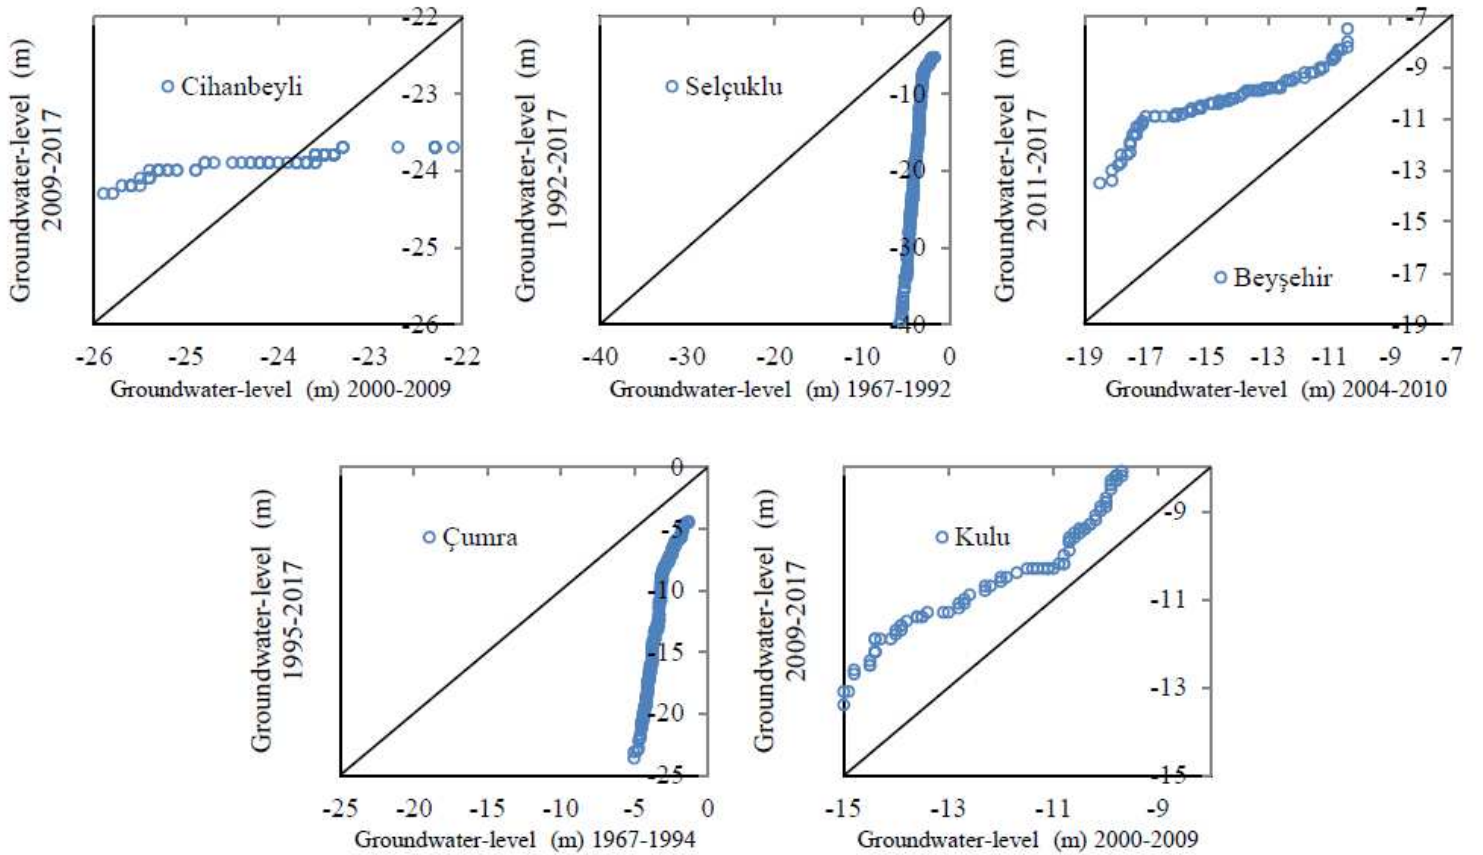 Groundwater-level (m)
2009-2017
Cihanbeyli
-22
-23
-24
-25
-26
-26 -25 -24 -23 -22
Groundwater-level (m) 2000-2009
Groundwater-level (m)
1992-2017
Selçuklu
0
-10
-20
-30
-40
-40 -30 -20 -10 0
Groundwater-level (m) 1967-1992
Groundwater-level (m)
2011-2017
-7
-9
-11
-13
-15
-17
-19
Beyşehir
-19 -17 -15 -13 -11 -9 -7
Groundwater-level (m) 2004-2010
Groundwater-level (m)
1995-2017
Çumra
0
-5
-10
-15
-20
-25
-25 -20 -15 -10 -5 0
Groundwater-level (m) 1967-1994
Groundwater-level (m)
2009-2017
Kulu
-9
-11
-13
-15
-15 -13 -11 -9
Groundwater-level (m) 2000-2009